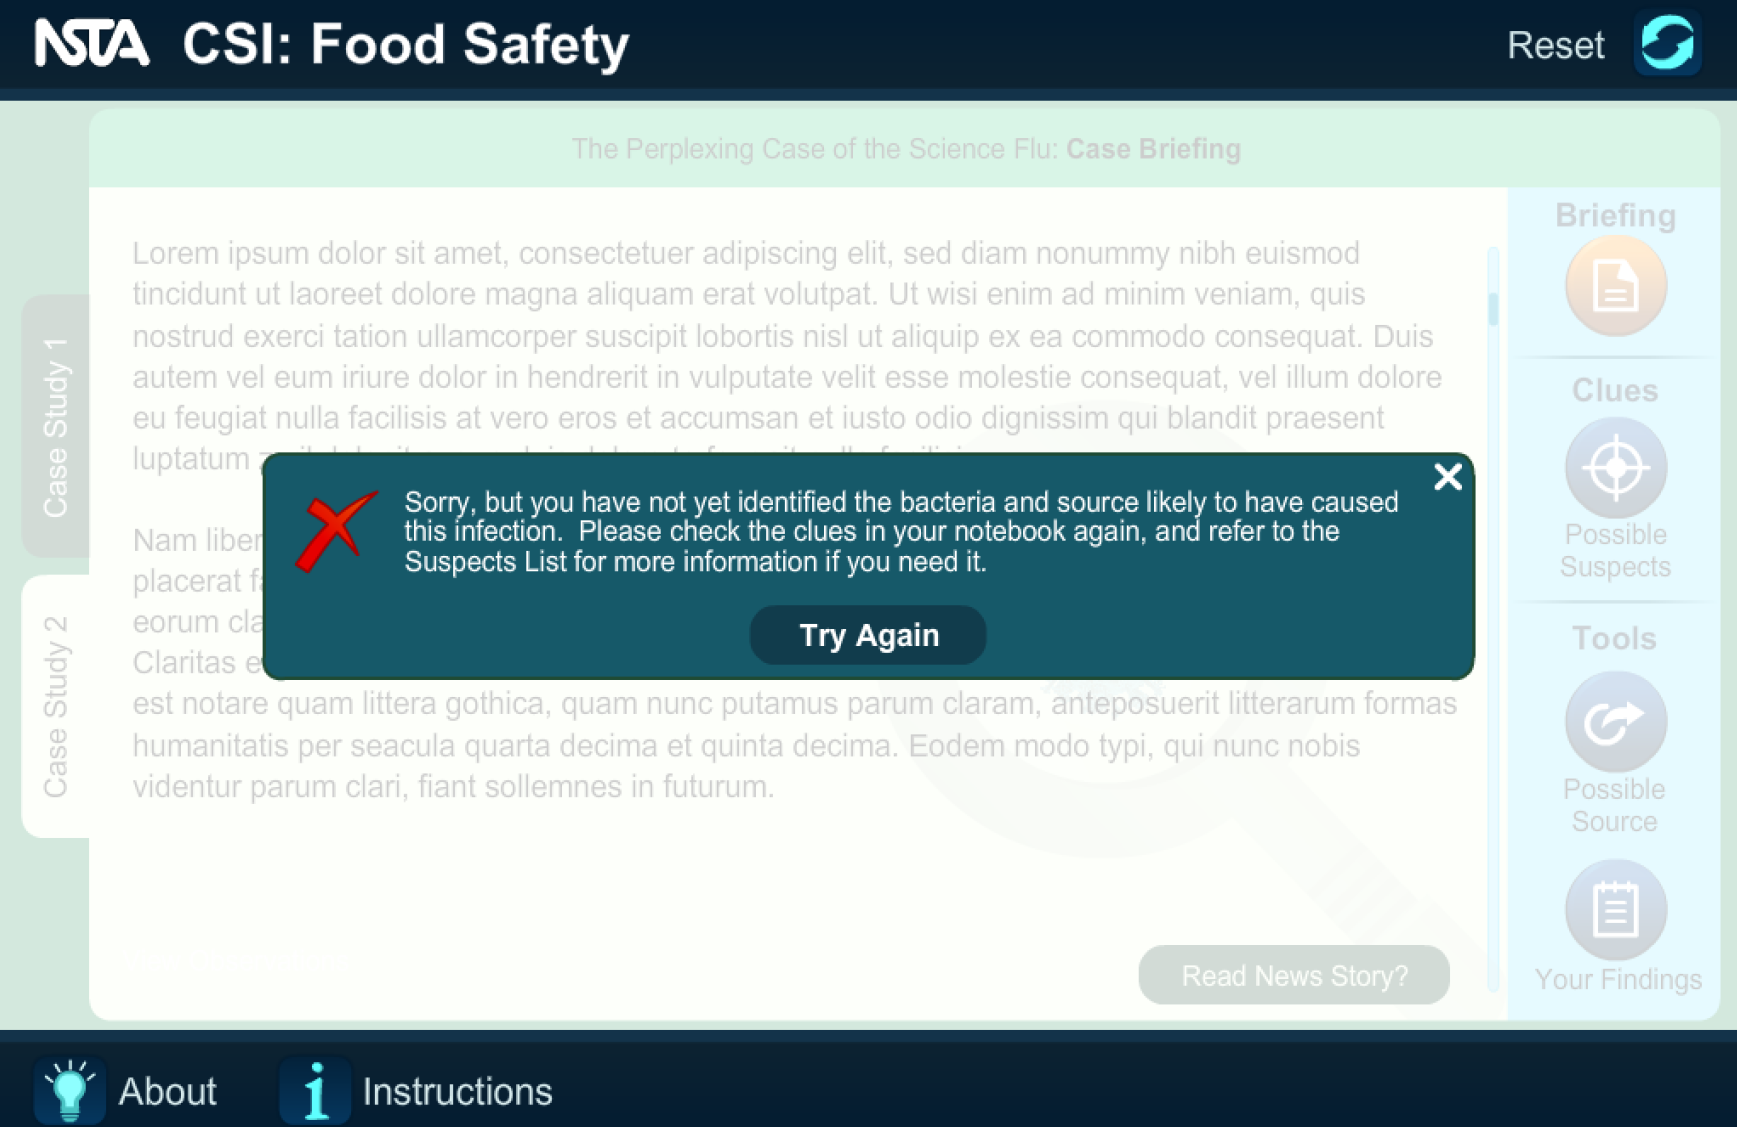 NSTA CSI: Food Safety
Reset
The Perplexing Case of the Science Flu: Case Briefing
Case Study 1
Case Study 2
Lorem ipsum dolor sit amet, consectetuer adipiscing elit, sed diam nonummy nibh euismod
tincidunt ut laoreet dolore magna aliquam erat volutpat. Ut wisi enim ad minim veniam, quis
nostrud exerci tation ullamcorper suscipit lobortis nisl ut aliquip ex ea commodo consequat. Duis
autem vel eum iriure dolor in hendrerit in vulputate velit esse molestie consequat, vel illum dolore
eu feugiat nulla facilisis at vero eros et accumsan et iusto odio dignissim qui blandit praesent
luptatum
Nam liber
placerat
eorum
Claritas
est notare quam littera gothica, quam nunc putamus parum claram, anteposuerit litterarum formas
humanitatis per seacula quarta decima et quinta decima. Eodem modo typi, qui nunc nobis
videntur parum clari, fiant sollemnes in futurum.
Sorry, but you have not yet identified the bacteria and source likely to have caused
this infection. Please check the clues in your notebook again, and refer to the
Suspects List for more information if you need it.
Try Again
Read News Story?
Briefing
Clues
Possible
Suspects
Tools
Possible
Source
Your Findings
About
Instructions